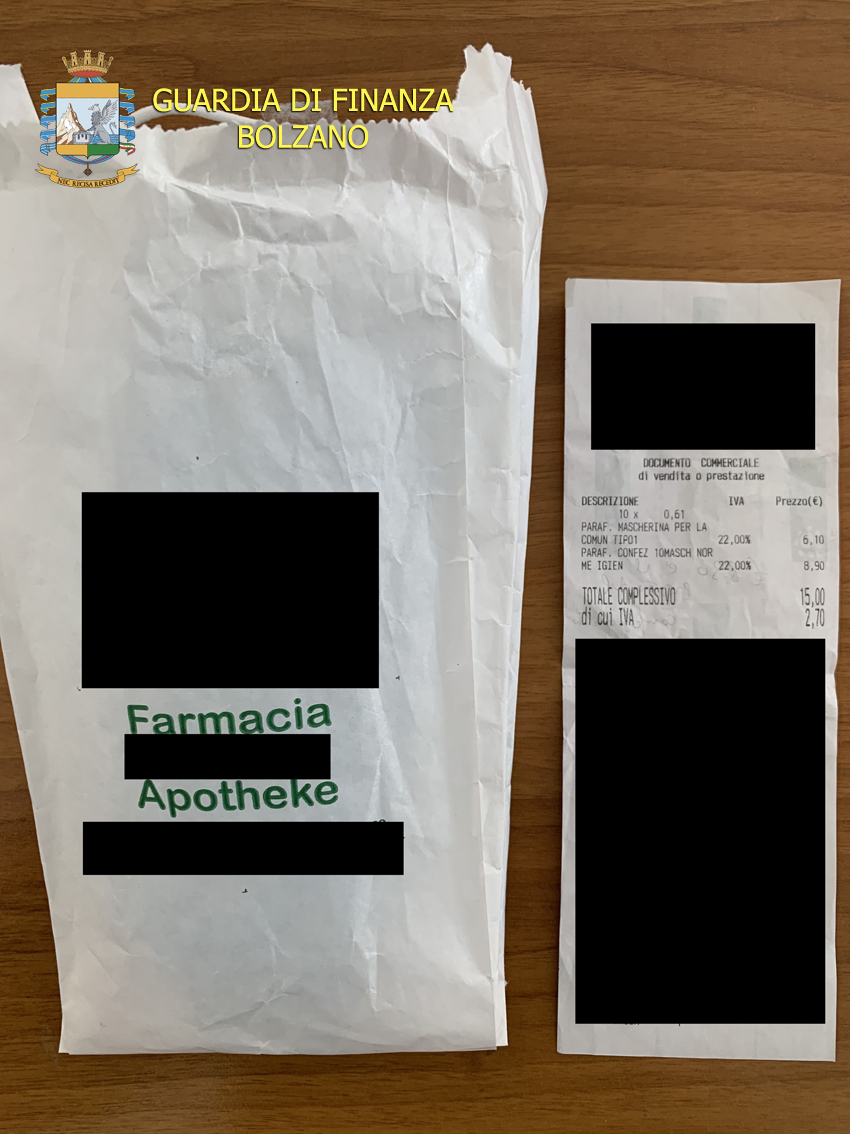 GUARDIA DI FINANZA
BOLZANO
NEC RECISA RECEDIT
Farmacia
Apotheke
DOCUMENTO COMMERCIALE
di vendita o prestazione
DESCRIZIONE IVA Prezzo(€)
10 x 0,61
PARAF. MASCHERINA PER LA
COMUN TIPO1 22,00% 6,10
PARAF. CONFEZ 10MASCH NOR
ME IGIEN 22,00% 8,90
TOTALE COMPLESSIVO 15,00
di cui IVA 2,70